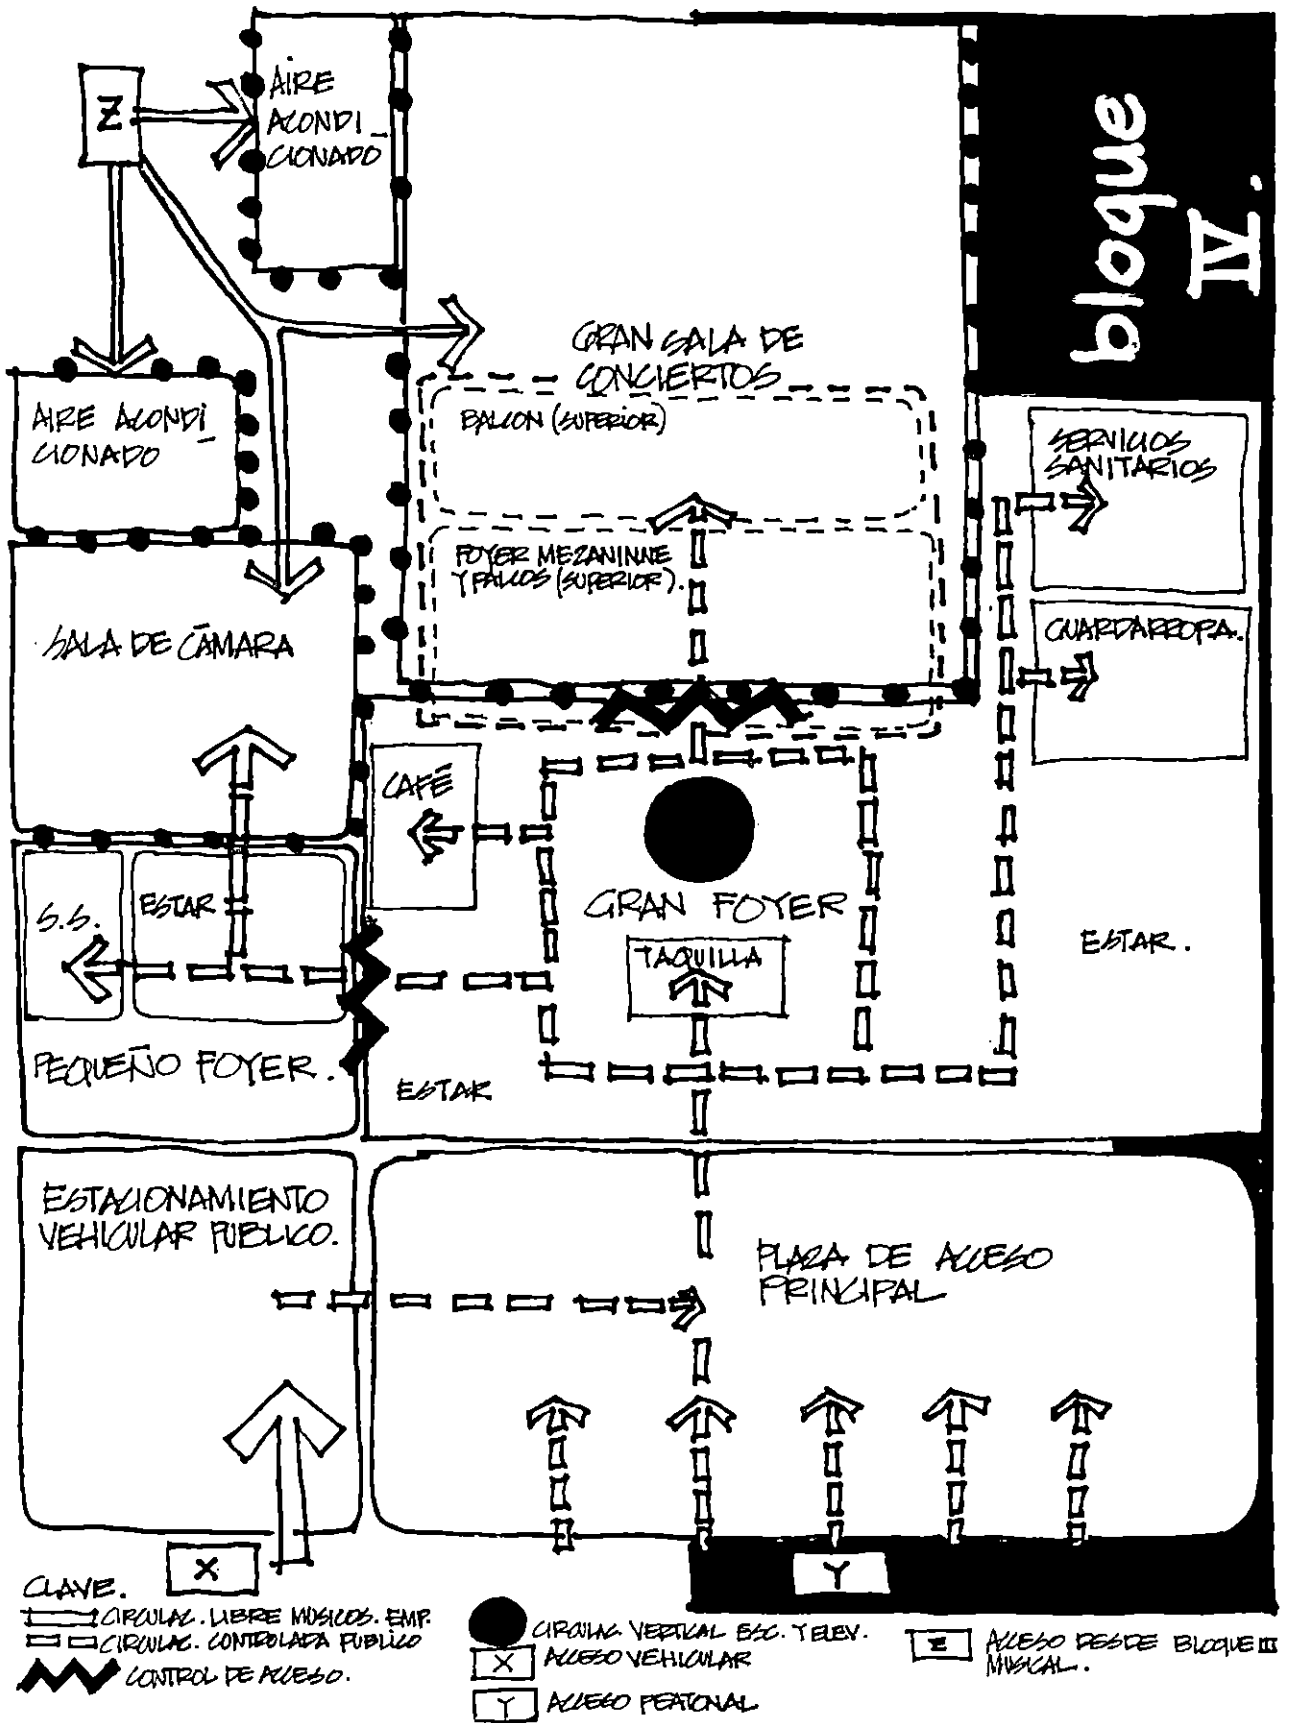 bloque
IV.
Z
AIRE
ACONDI_
CIONADO
GRAN SALA DE
CONCIERTOS
BALCON (SUPERIOR)
AIRE ACONDI_
CIONADO
SERVICIOS
SANITARIOS
FOYER MEZANINNE
Y PALCOS (SUPERIOR).
SALA DE CÁMARA
GUARDARROPA.
CAFÉ
GRAN FOYER
S.S.
ESTAR
TAQUILLA
ESTAR.
PEQUEÑO FOYER.
ESTAR
ESTACIONAMIENTO
VEHICULAR PUBLICO.
PLAZA DE ACCESO
PRINCIPAL
X
Y
CLAVE.
CIRCULAC. LIBRE MUSICOS. EMP.
CIRCULAC. CONTROLADA PUBLICO
CONTROL DE ACCESO.
CIRCULAC VERTICAL ESC. Y ELEV.
X ACCESO VEHICULAR
Y ACCESO PEATONAL
Z ACCESO DESDE BLOQUE III
MUSICAL.